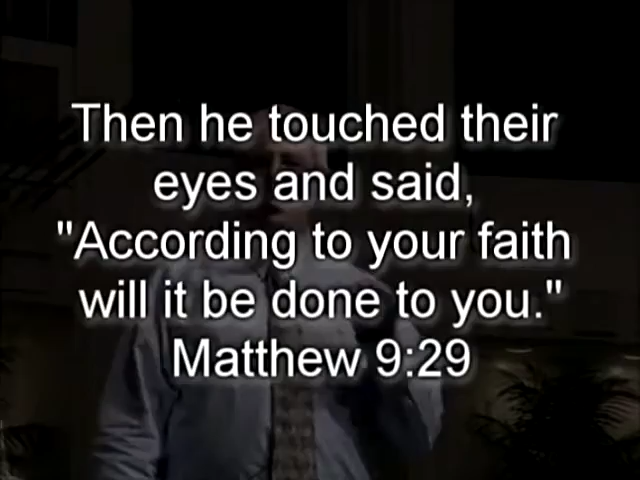 Then he touched their
eyes and said,
"According to your faith
will it be done to you."
Matthew 9:29